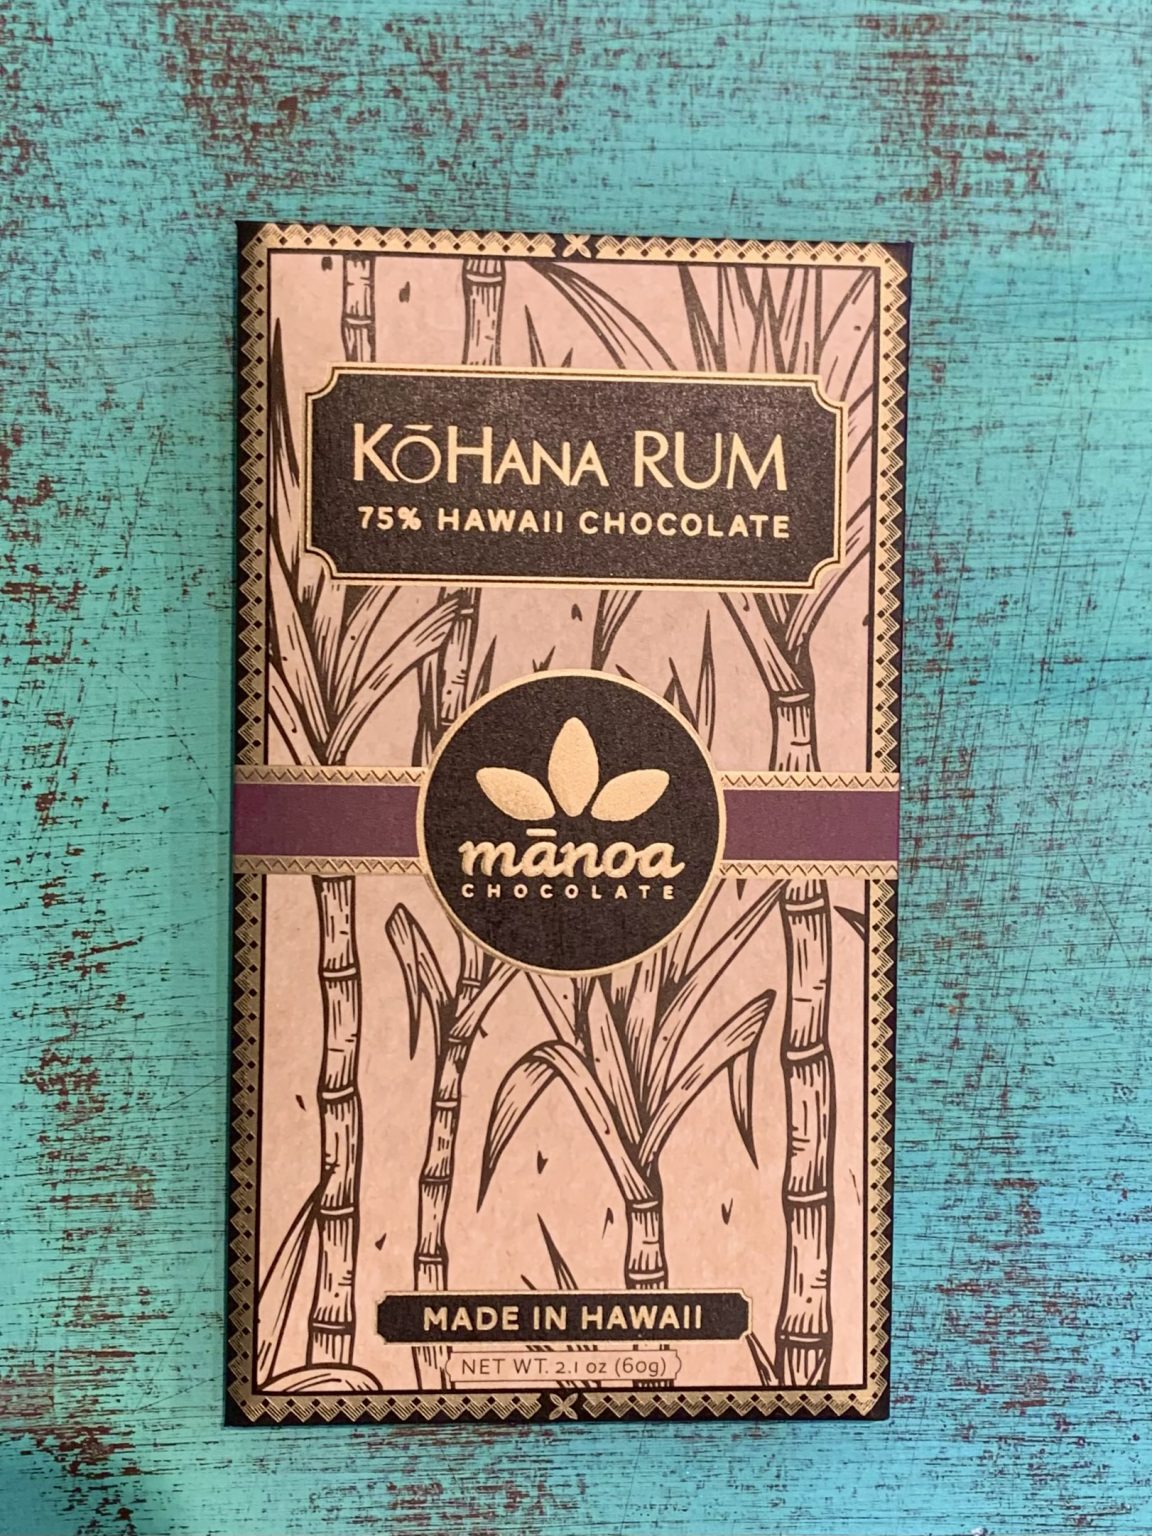 KōHANA RUM
75% HAWAII CHOCOLATE
mānoa
CHOCOLATE
MADE IN HAWAII
NET WT. 2.1 oz (60g)